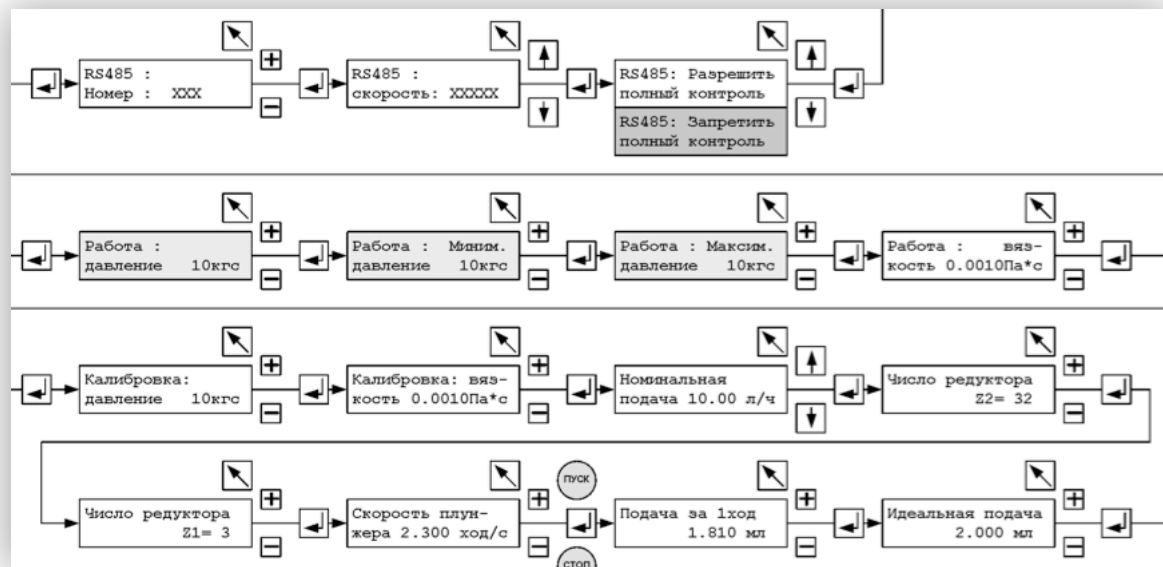 RS485 :
Номер : XXX
RS485 :
скорость: XXXXX
RS485: Разрешить
полный контроль
RS485: Запретить
полный контроль
Работа :
давление 10кгс
Работа : Миним.
давление 10кгс
Работа : Максим.
давление 10кгс
Работа : вяз-
кость 0.0010Па*с
Калибровка:
давление 10кгс
Калибровка: вяз-
кость 0.0010Па*с
Номинальная
подача 10.00 л/ч
Число редуктора
Z2= 32
Число редуктора
Z1= 3
Скорость плун-
жера 2.300 ход/с
ПУСК
СТОП
Подача за 1ход
1.810 мл
Идеальная подача
2.000 мл